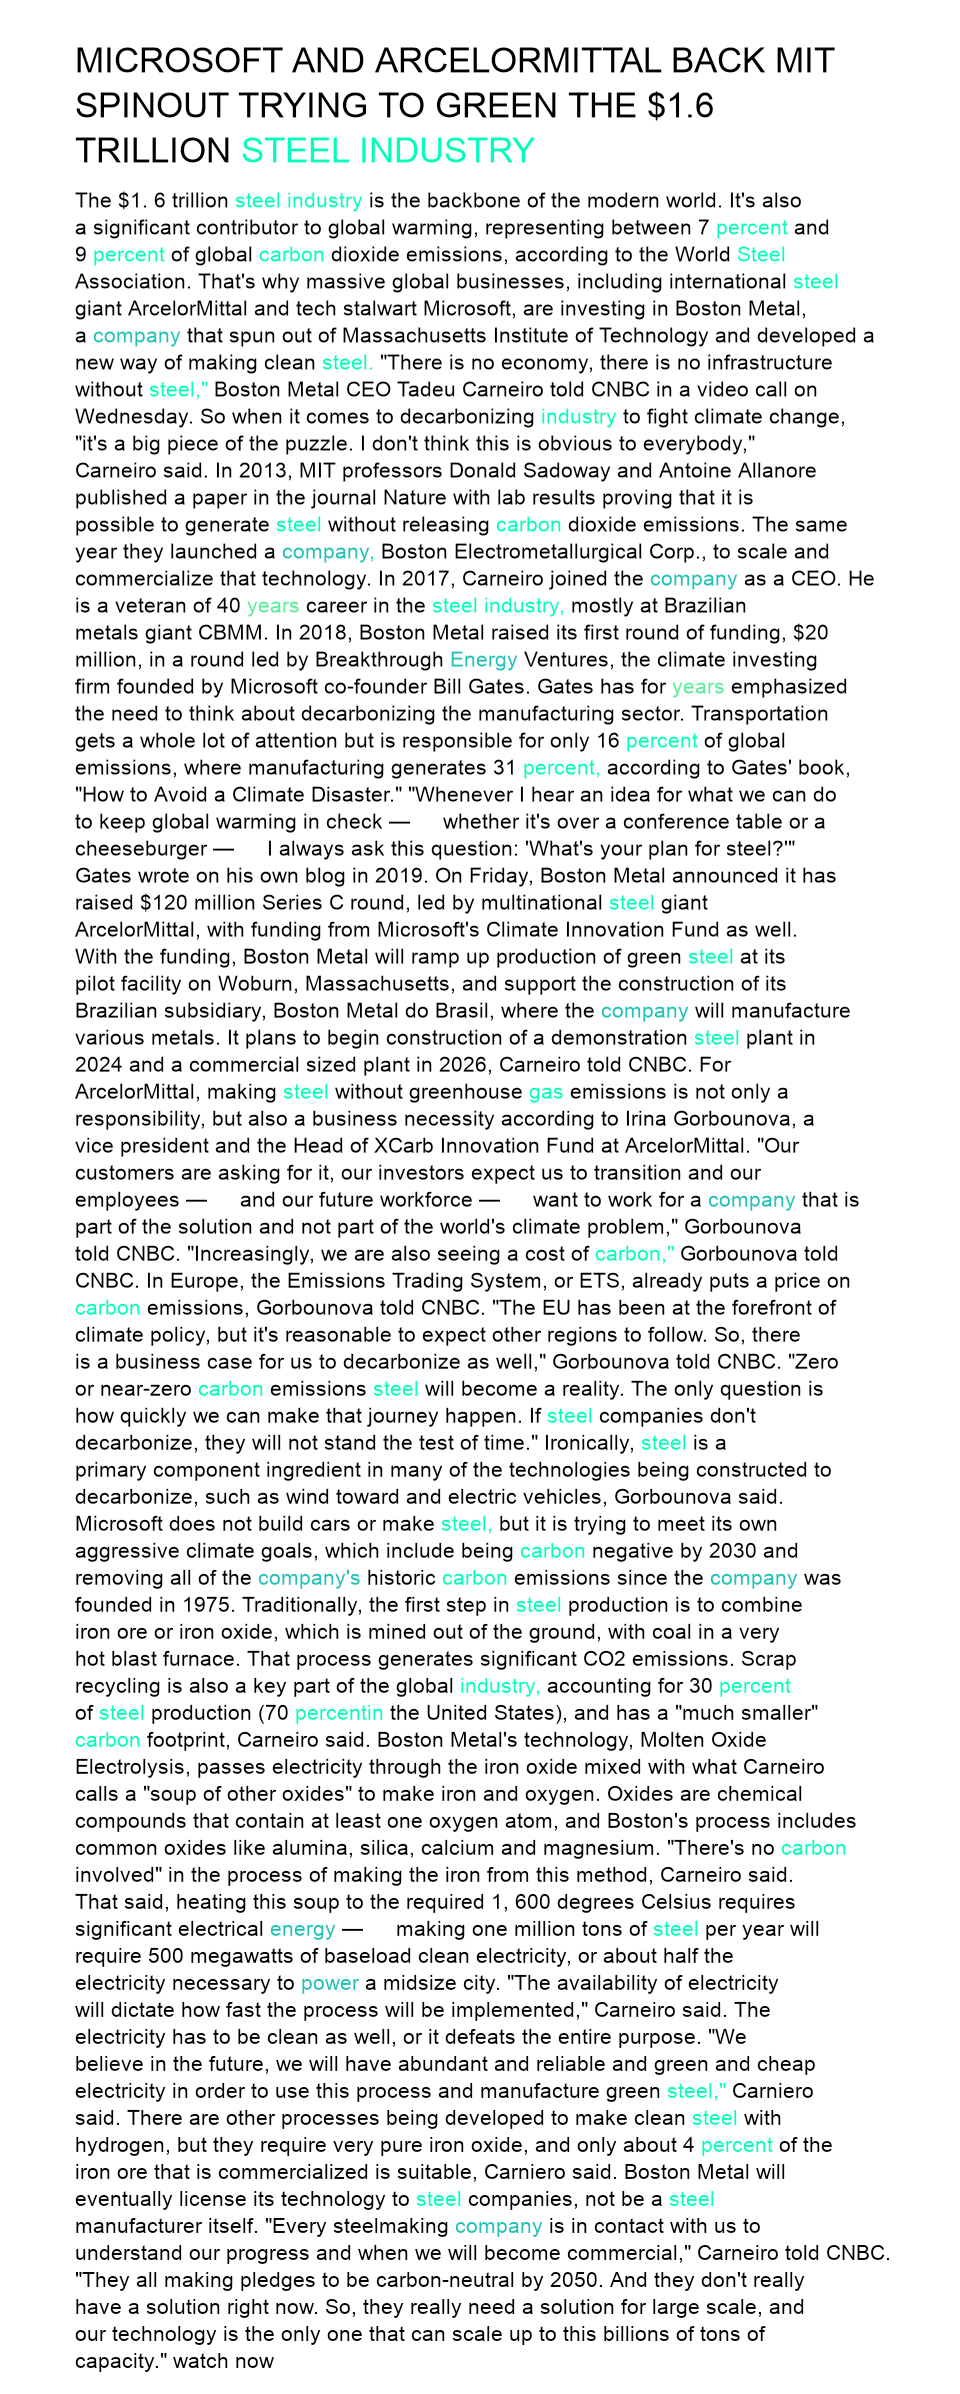 MICROSOFT AND ARCELORMITTAL BACK MIT
SPINOUT TRYING TO GREEN THE $1.6
TRILLION STEEL INDUSTRY
The $1. 6 trillion steel industry is the backbone of the modern world. It's also
a significant contributor to global warming, representing between 7 percent and
9 percent of global carbon dioxide emissions, according to the World Steel
Association. That's why massive global businesses, including international steel
giant ArcelorMittal and tech stalwart Microsoft, are investing in Boston Metal,
a company that spun out of Massachusetts Institute of Technology and developed a
new way of making clean steel. "There is no economy, there is no infrastructure
without steel," Boston Metal CEO Tadeu Carneiro told CNBC in a video call on
Wednesday. So when it comes to decarbonizing industry to fight climate change,
"it's a big piece of the puzzle. I don't think this is obvious to everybody,"
Carneiro said. In 2013, MIT professors Donald Sadoway and Antoine Allanore
published a paper in the journal Nature with lab results proving that it is
possible to generate steel without releasing carbon dioxide emissions. The same
year they launched a company, Boston Electrometallurgical Corp., to scale and
commercialize that technology. In 2017, Carneiro joined the company as a CEO. He
is a veteran of 40 years career in the steel industry, mostly at Brazilian
metals giant CBMM. In 2018, Boston Metal raised its first round of funding, $20
million, in a round led by Breakthrough Energy Ventures, the climate investing
firm founded by Microsoft co-founder Bill Gates. Gates has for years emphasized
the need to think about decarbonizing the manufacturing sector. Transportation
gets a whole lot of attention but is responsible for only 16 percent of global
emissions, where manufacturing generates 31 percent, according to Gates' book,
"How to Avoid a Climate Disaster." "Whenever I hear an idea for what we can do
to keep global warming in check — whether it's over a conference table or a
cheeseburger — I always ask this question: 'What's your plan for steel?'"
Gates wrote on his own blog in 2019. On Friday, Boston Metal announced it has
raised $120 million Series C round, led by multinational steel giant
ArcelorMittal, with funding from Microsoft's Climate Innovation Fund as well.
With the funding, Boston Metal will ramp up production of green steel at its
pilot facility on Woburn, Massachusetts, and support the construction of its
Brazilian subsidiary, Boston Metal do Brasil, where the company will manufacture
various metals. It plans to begin construction of a demonstration steel plant in
2024 and a commercial sized plant in 2026, Carneiro told CNBC. For
ArcelorMittal, making steel without greenhouse gas emissions is not only a
responsibility, but also a business necessity according to Irina Gorbounova, a
vice president and the Head of XCarb Innovation Fund at ArcelorMittal. "Our
customers are asking for it, our investors expect us to transition and our
employees — and our future workforce — want to work for a company that is
part of the solution and not part of the world's climate problem," Gorbounova
told CNBC. "Increasingly, we are also seeing a cost of carbon," Gorbounova told
CNBC. In Europe, the Emissions Trading System, or ETS, already puts a price on
carbon emissions, Gorbounova told CNBC. "The EU has been at the forefront of
climate policy, but it's reasonable to expect other regions to follow. So, there
is a business case for us to decarbonize as well," Gorbounova told CNBC. "Zero
or near-zero carbon emissions steel will become a reality. The only question is
how quickly we can make that journey happen. If steel companies don't
decarbonize, they will not stand the test of time." Ironically, steel is a
primary component ingredient in many of the technologies being constructed to
decarbonize, such as wind toward and electric vehicles, Gorbounova said.
Microsoft does not build cars or make steel, but it is trying to meet its own
aggressive climate goals, which include being carbon negative by 2030 and
removing all of the company's historic carbon emissions since the company was
founded in 1975. Traditionally, the first step in steel production is to combine
iron ore or iron oxide, which is mined out of the ground, with coal in a very
hot blast furnace. That process generates significant CO2 emissions. Scrap
recycling is also a key part of the global industry, accounting for 30 percent
of steel production (70 percentin the United States), and has a "much smaller"
carbon footprint, Carneiro said. Boston Metal's technology, Molten Oxide
Electrolysis, passes electricity through the iron oxide mixed with what Carneiro
calls a "soup of other oxides" to make iron and oxygen. Oxides are chemical
compounds that contain at least one oxygen atom, and Boston's process includes
common oxides like alumina, silica, calcium and magnesium. "There's no carbon
involved" in the process of making the iron from this method, Carneiro said.
That said, heating this soup to the required 1, 600 degrees Celsius requires
significant electrical energy — making one million tons of steel per year will
require 500 megawatts of baseload clean electricity, or about half the
electricity necessary to power a midsize city. "The availability of electricity
will dictate how fast the process will be implemented," Carneiro said. The
electricity has to be clean as well, or it defeats the entire purpose. "We
believe in the future, we will have abundant and reliable and green and cheap
electricity in order to use this process and manufacture green steel," Carniero
said. There are other processes being developed to make clean steel with
hydrogen, but they require very pure iron oxide, and only about 4 percent of the
iron ore that is commercialized is suitable, Carniero said. Boston Metal will
eventually license its technology to steel companies, not be a steel
manufacturer itself. "Every steelmaking company is in contact with us to
understand our progress and when we will become commercial," Carneiro told CNBC.
"They all making pledges to be carbon-neutral by 2050. And they don't really
have a solution right now. So, they really need a solution for large scale, and
our technology is the only one that can scale up to this billions of tons of
capacity." watch now